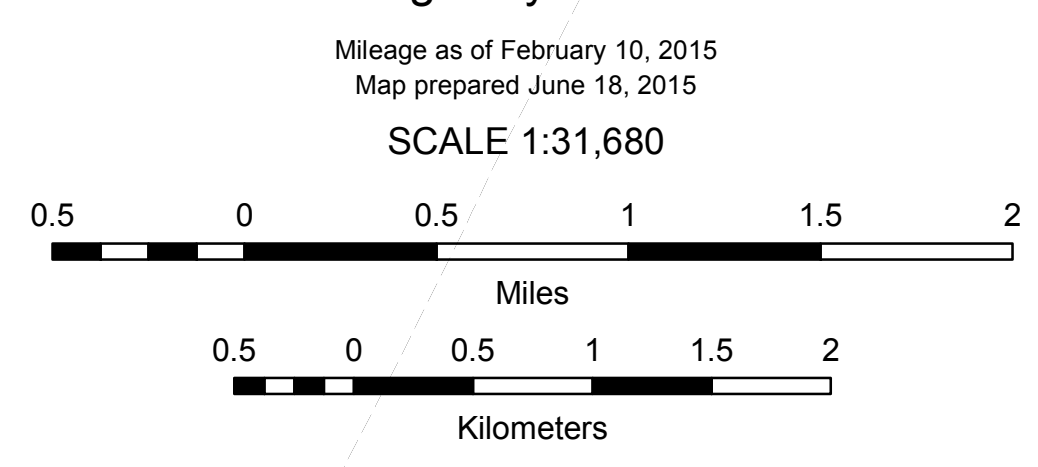 Mileage as of February 10, 2015
Map prepared June 18, 2015
SCALE 1:31,680
0.5 0 0.5 1 1.5 2
Miles
0.5 0 0.5 1 1.5 2
Kilometers